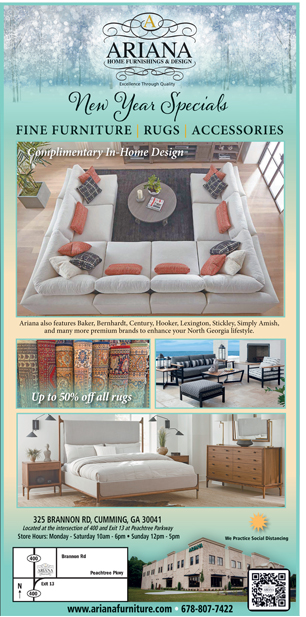 A
ARIANA
HOME FURNISHINGS & DESIGN
Excellence Through Quality
New Year Specials
FINE FURNITURE | RUGS | ACCESSORIES
Complimentary In-Home Design
Ariana also features Baker, Bernhardt, Century, Hooker, Lexington, Stickley, Simply Amish,
and many more premium brands to enhance your North Georgia lifestyle.
Up to 50% off all rugs
325 BRANNON RD, CUMMING, GA 30041
Located at the intersection of 400 and Exit 13 at Peachtree Parkway
Store Hours: Monday - Saturday 10am - 6pm • Sunday 12pm - 5pm
We Practice Social Distancing
400
Brannon Rd
ARIANA
Peachtree Pkwy
N
Exit 13
400
www.arianafurniture.com • 678-807-7422